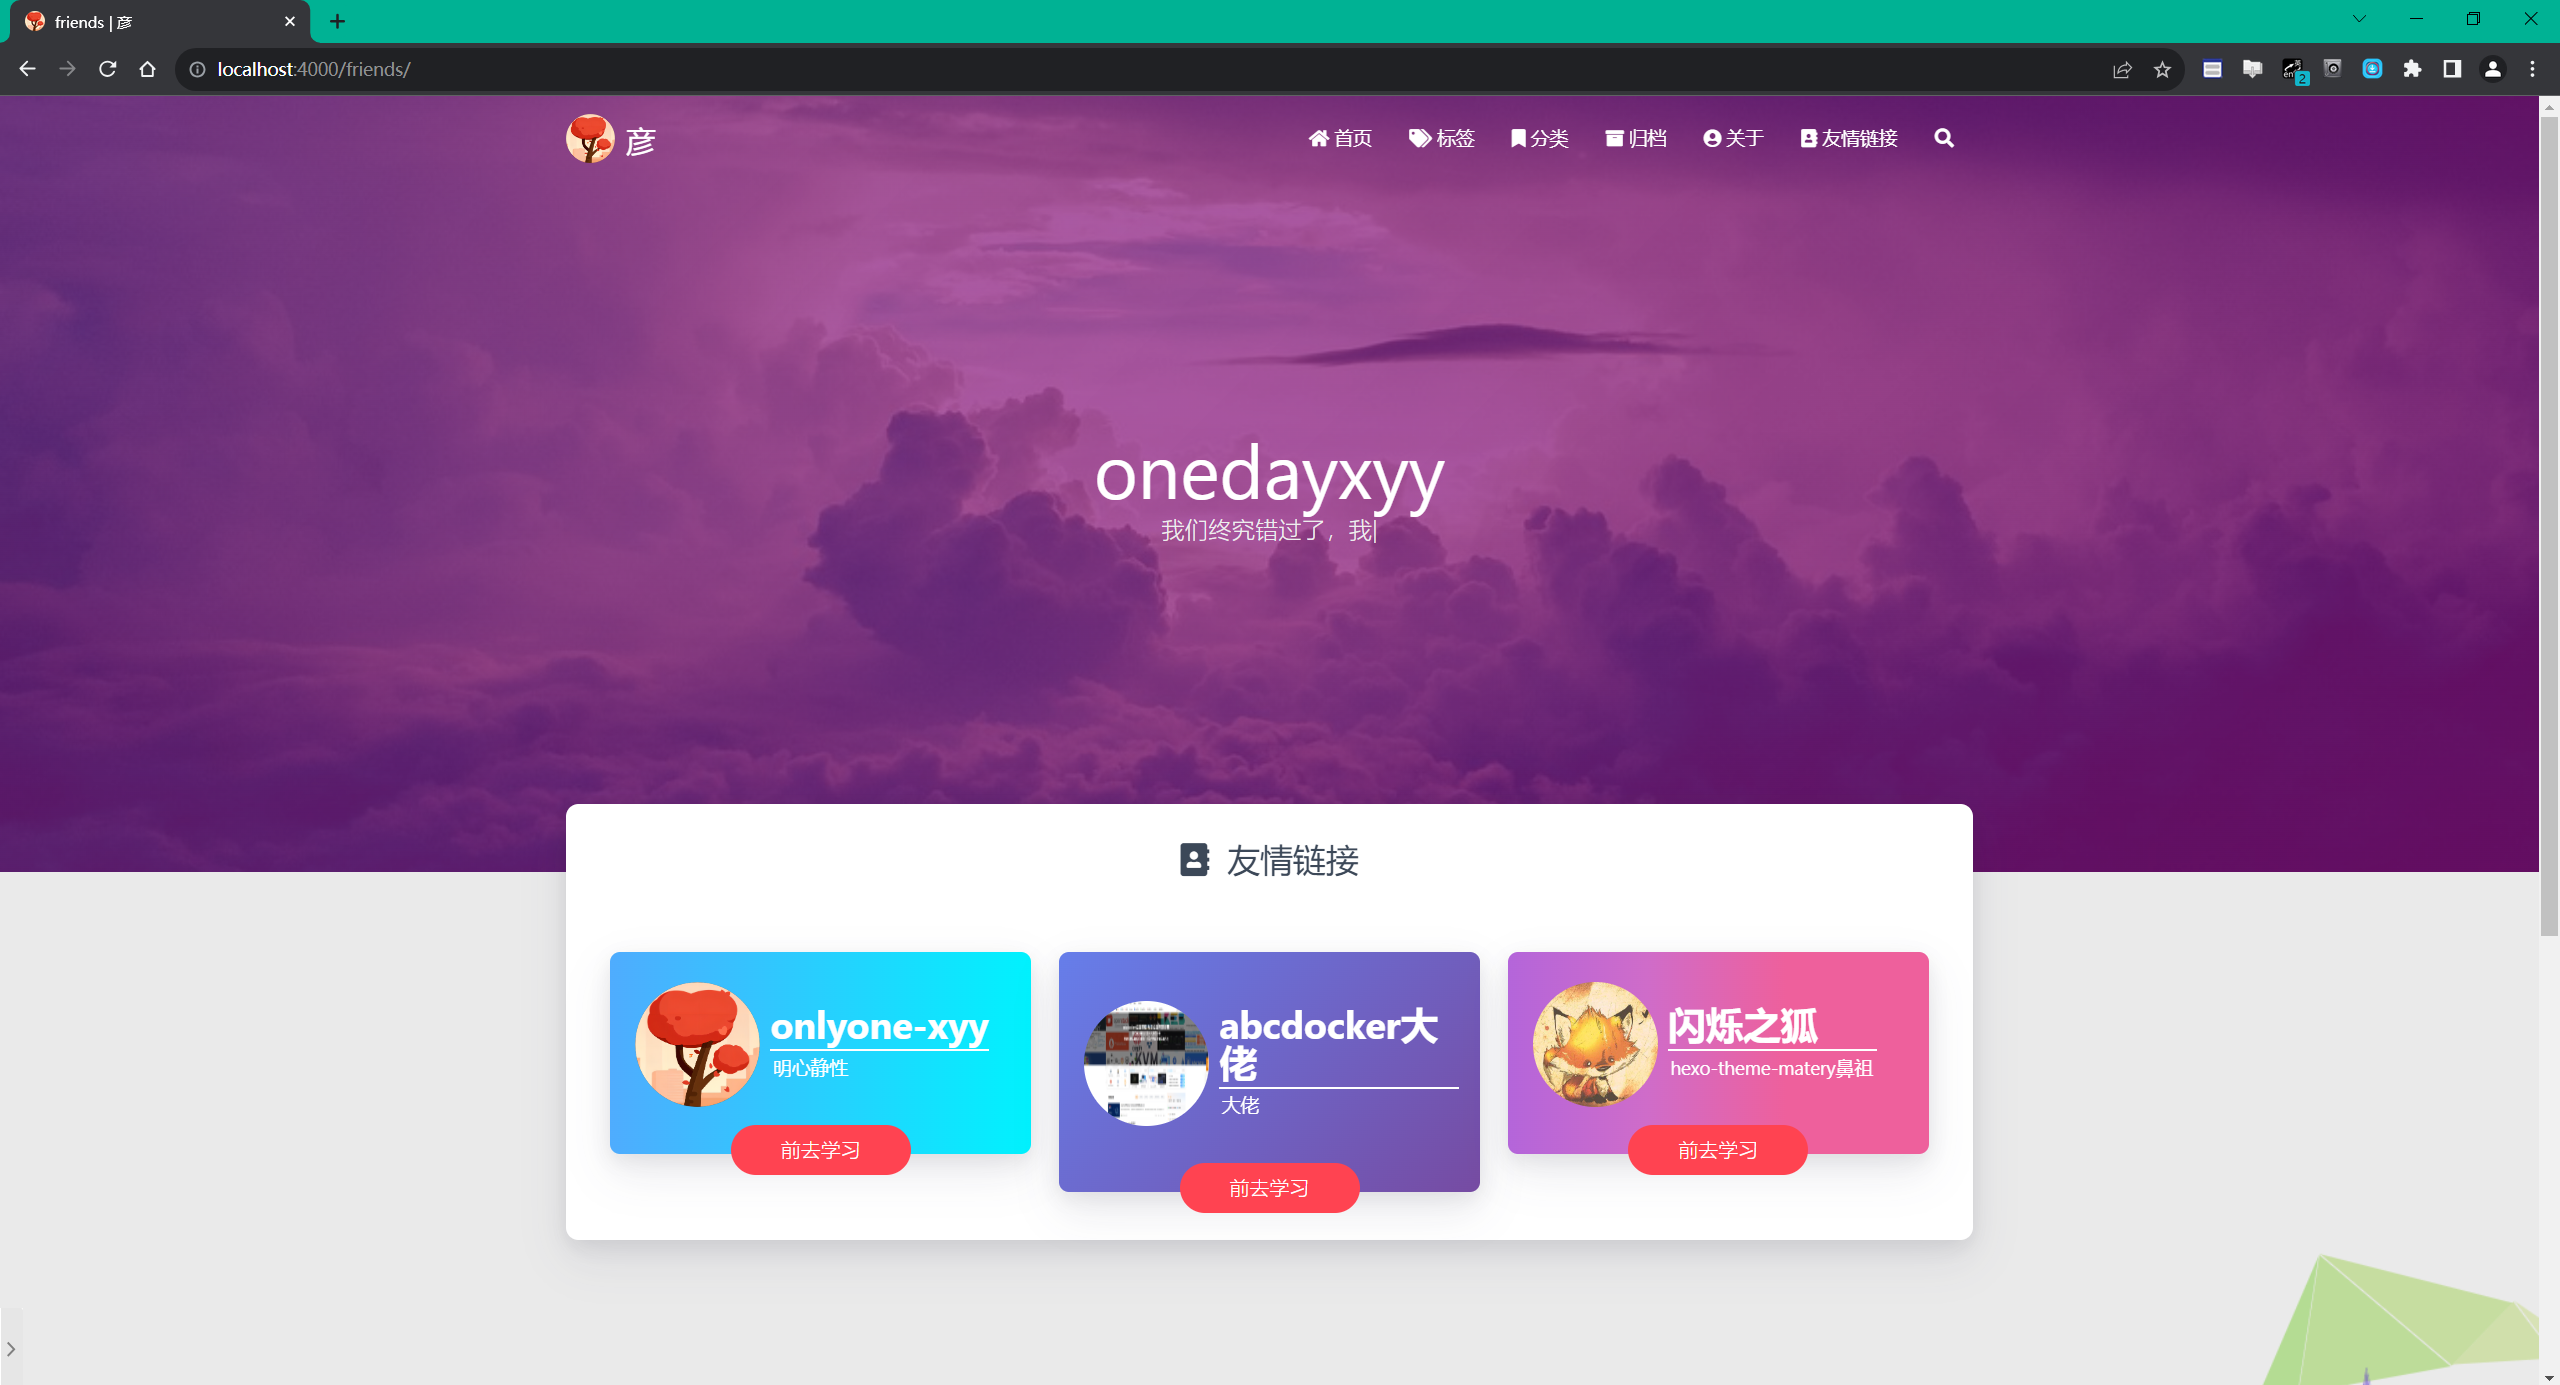 friends | 彦
localhost:4000/friends/
2
彦
首页 标签 分类 归档 关于 友情链接
onedayxyy
我们终究错过了，我|
友情链接
onlyone-xyy
明心静性
前去学习
abcdocker大
佬
大佬
前去学习
闪烁之狐
hexo-theme-matery鼻祖
前去学习